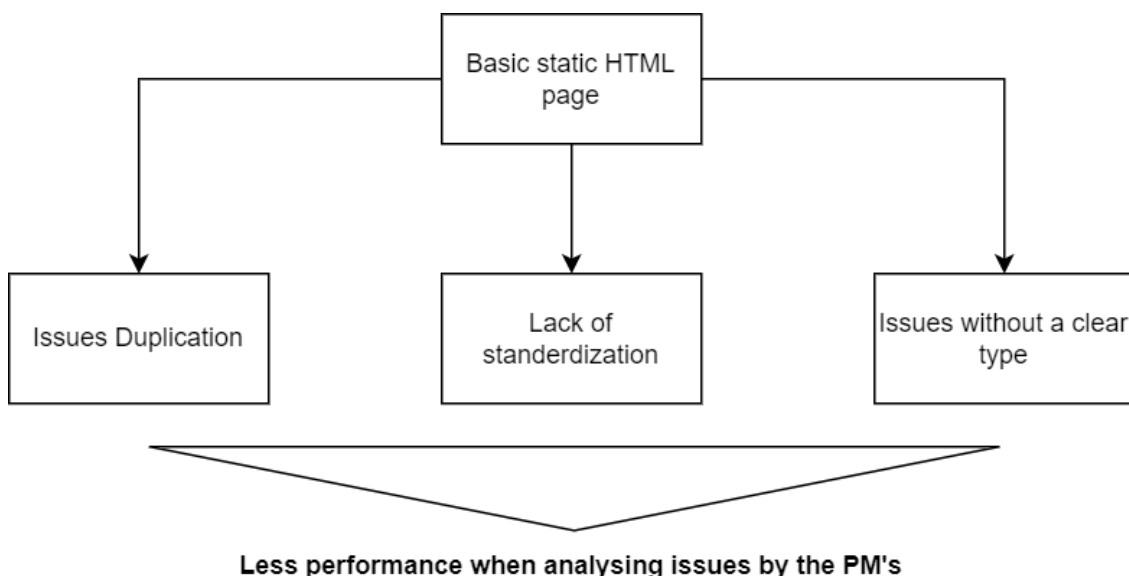 Basic static HTML
page
Issues Duplication
Lack of
standerdization
Issues without a clear
type
Less performance when analysing issues by the PM's